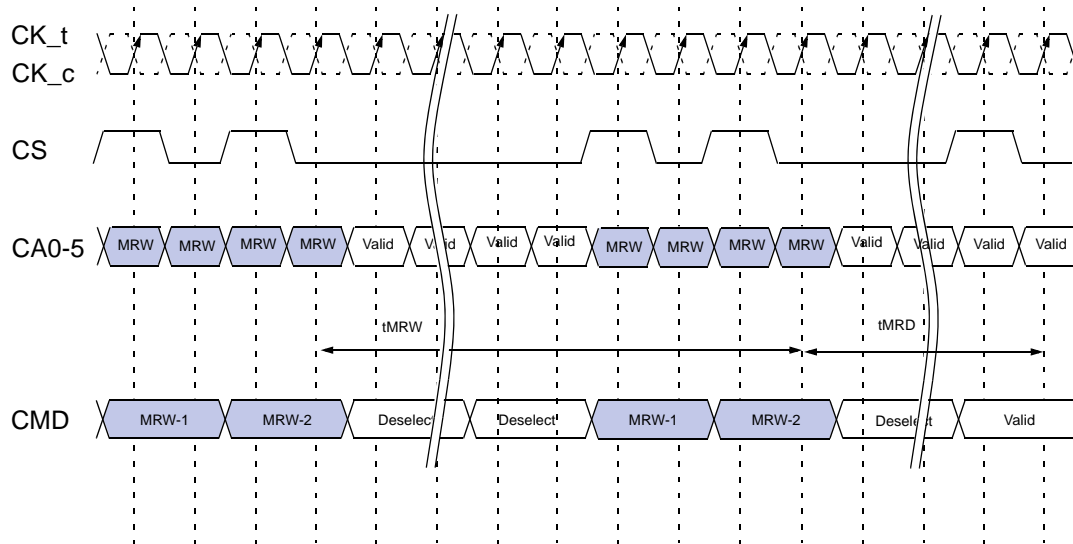 CK_t
CK_c
CS
CA0-5 MRW MRW MRW MRW Valid Valid Valid Valid MRW MRW MRW MRW Valid Valid Valid Valid
tMRW tMRD
CMD MRW-1 MRW-2 Deselect Deselect MRW-1 MRW-2 Deselect Valid